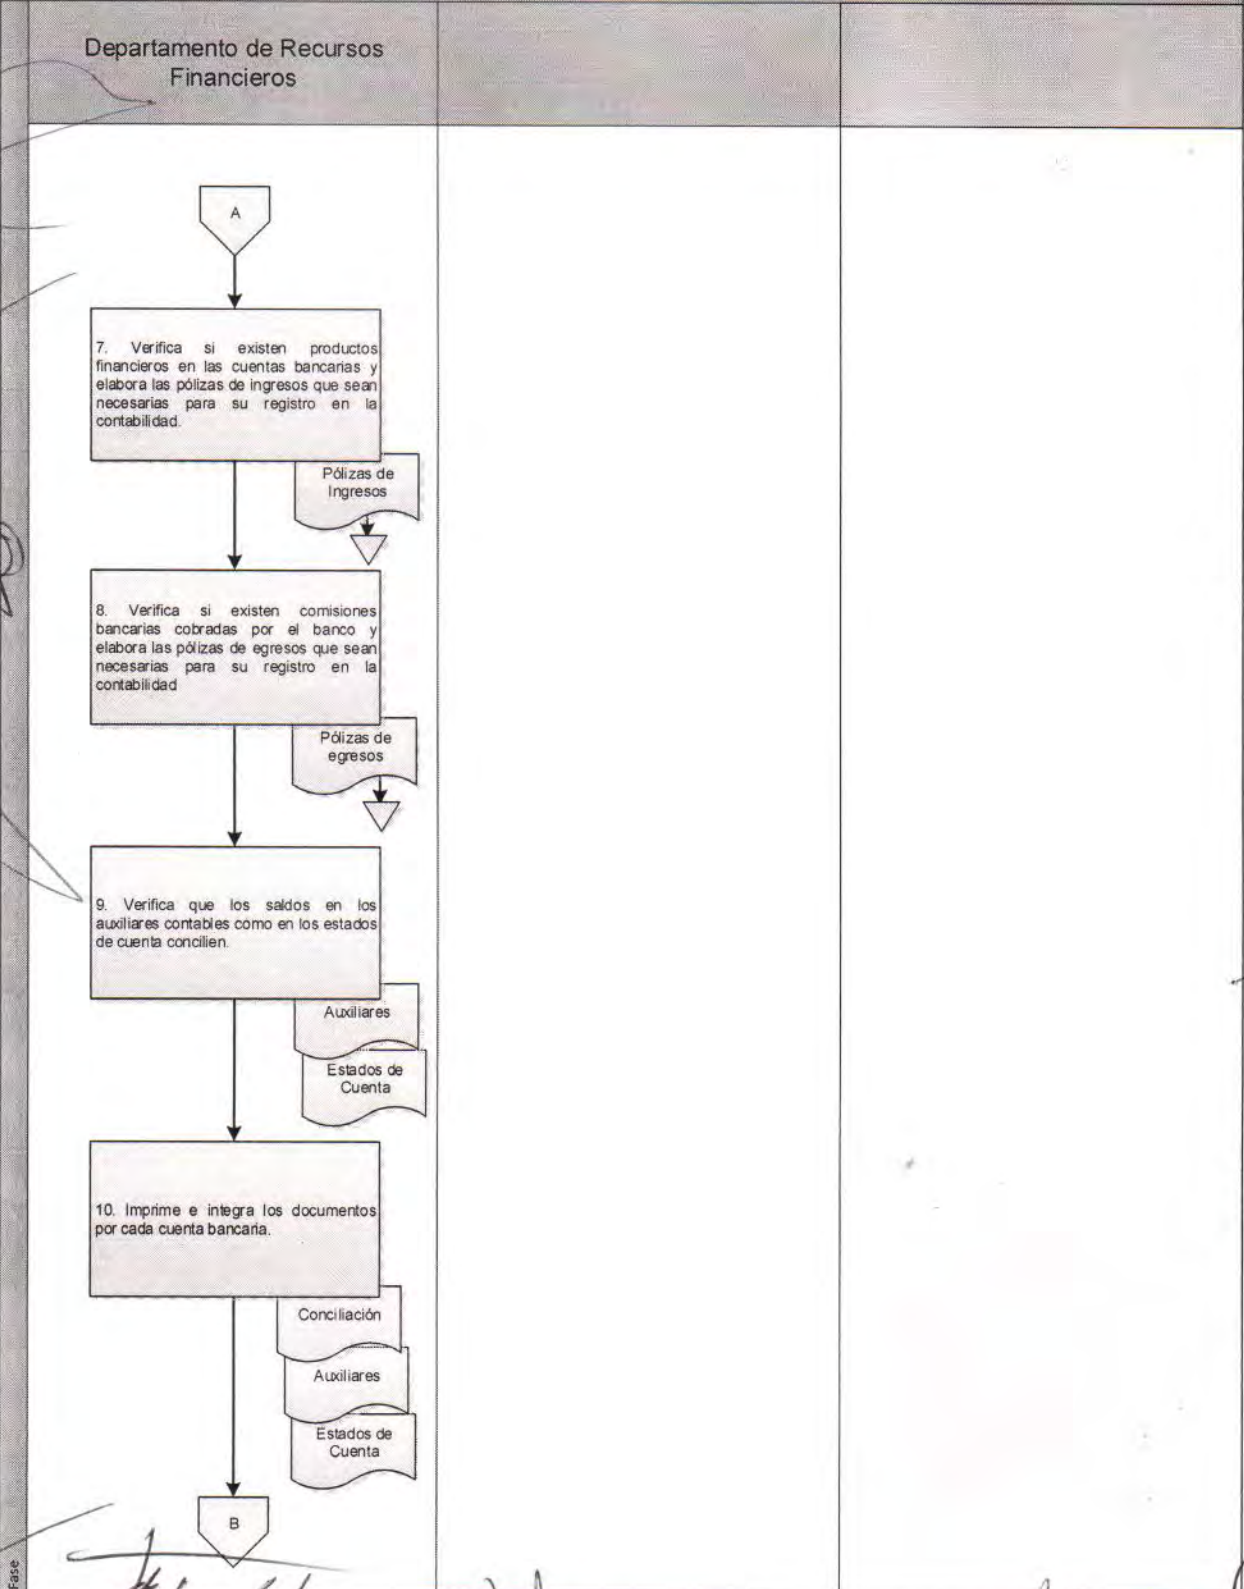 Departamento de Recursos
Financieros
A
7. Verifica si existen productos
financieros en las cuentas bancarias y
elabora las pólizas de ingresos que sean
necesarias para su registro en la
contabilidad.
Pólizas de
Ingresos
8. Verifica si existen comisiones
bancarias cobradas por el banco y
elabora las pólizas de egresos que sean
necesarias para su registro en la
contabilidad
Pólizas de
egresos
9. Verifica que los saldos en los
auxiliares contables como en los estados
de cuenta concilien.
Auxiliares
Estados de
Cuenta
10. Imprime e integra los documentos
por cada cuenta bancaria.
Conciliación
Auxiliares
Estados de
Cuenta
B
Fase